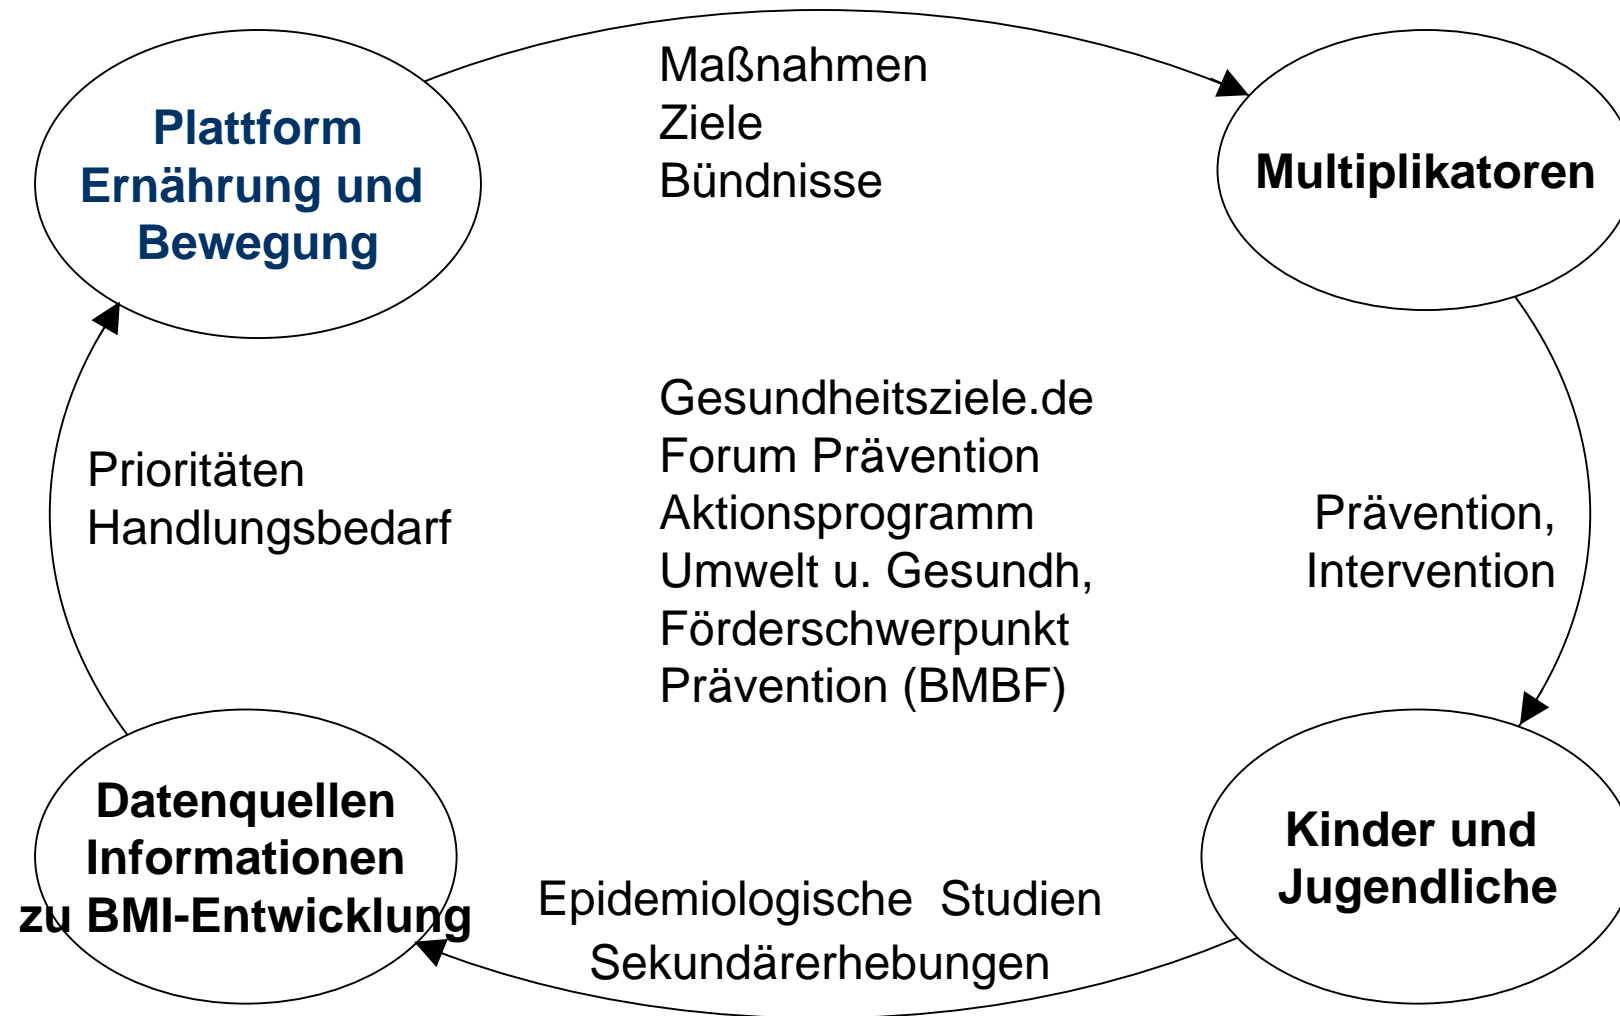 Plattform
Ernährung und
Bewegung
Maßnahmen
Ziele
Bündnisse
Multiplikatoren
Prioritäten
Handlungsbedarf
Gesundheitsziele.de
Forum Prävention
Aktionsprogramm
Umwelt u. Gesundh,
Förderschwerpunkt
Prävention (BMBF)
Prävention,
Intervention
Datenquellen
Informationen
zu BMI-Entwicklung
Epidemiologische Studien
Sekundärerhebungen
Kinder und
Jugendliche